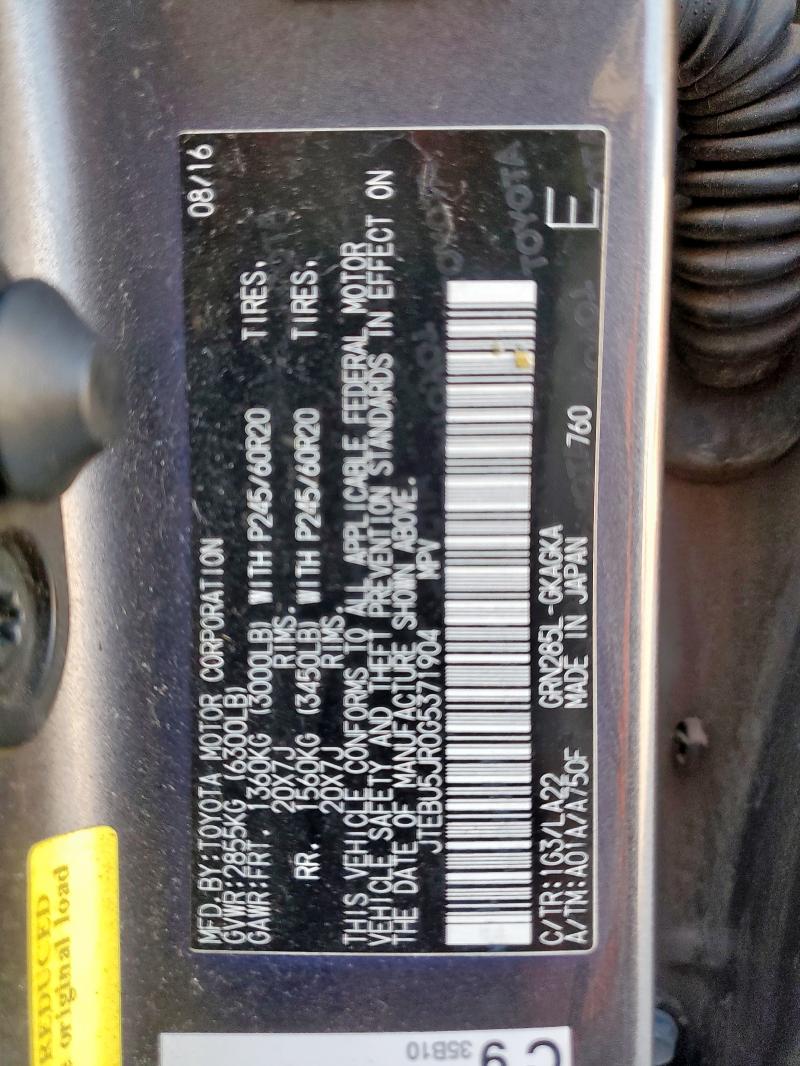 MFD.BY:TOYOTA MOTOR CORPORATION 08/16
GVWR:2855KG (6300LB)
GAWR:FRT. 1360KG (3000LB) WITH P245/60R20 TIRES,
20X7J RIMS.
RR. 1560KG (3450LB) WITH P245/60R20 TIRES,
20X7J RIMS.
THIS VEHICLE CONFORMS TO ALL APPLICABLE FEDERAL MOTOR
VEHICLE SAFETY AND THEFT PREVENTION STANDARDS IN EFFECT ON
THE DATE OF MANUFACTURE SHOWN ABOVE.
JTEBU5JR0G5371904 MPV
C/TR:1G3/LA22 GRN285L-GKAGKA 760 E
A/TM:A01A/A750F MADE IN JAPAN
TOYOTA
REDUCED
original load
35B10